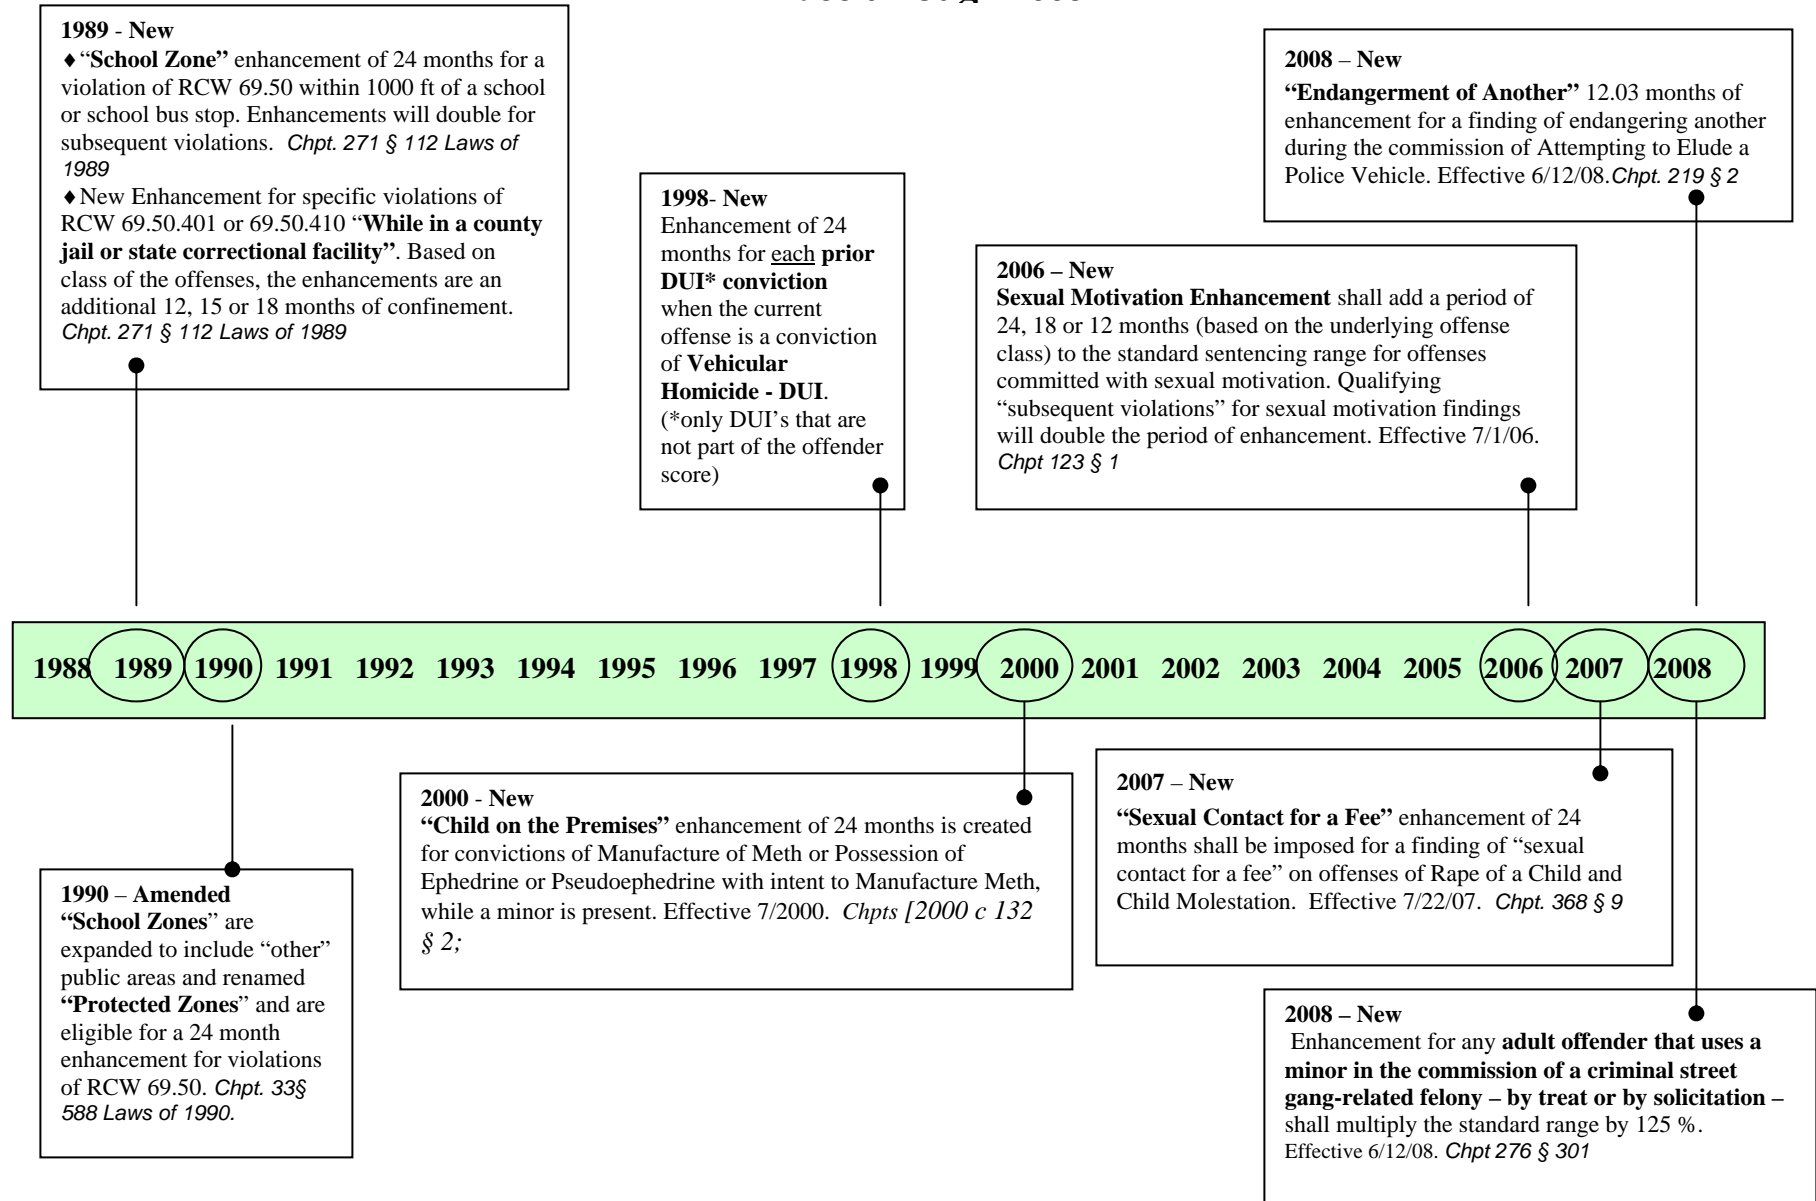 1989 - New
♦“School Zone” enhancement of 24 months for a
violation of RCW 69.50 within 1000 ft of a school
or school bus stop. Enhancements will double for
subsequent violations. Chpt. 271 § 112 Laws of
1989
♦New Enhancement for specific violations of
RCW 69.50.401 or 69.50.410 “While in a county
jail or state correctional facility”. Based on
class of the offenses, the enhancements are an
additional 12, 15 or 18 months of confinement.
Chpt. 271 § 112 Laws of 1989
1998- New
Enhancement of 24
months for each prior
DUI* conviction
when the current
offense is a conviction
of Vehicular
Homicide - DUI.
(*only DUI’s that are
not part of the offender
score)
2008 – New
“Endangerment of Another” 12.03 months of
enhancement for a finding of endangering another
during the commission of Attempting to Elude a
Police Vehicle. Effective 6/12/08.Chpt. 219 § 2
2006 – New
Sexual Motivation Enhancement shall add a period of
24, 18 or 12 months (based on the underlying offense
class) to the standard sentencing range for offenses
committed with sexual motivation. Qualifying
“subsequent violations” for sexual motivation findings
will double the period of enhancement. Effective 7/1/06.
Chpt 123 § 1
1988 1989 1990 1991 1992 1993 1994 1995 1996 1997 1998 1999 2000 2001 2002 2003 2004 2005 2006 2007 2008
1990 – Amended
“School Zones” are
expanded to include “other”
public areas and renamed
“Protected Zones” and are
eligible for a 24 month
enhancement for violations
of RCW 69.50. Chpt. 33§
588 Laws of 1990.
2000 - New
“Child on the Premises” enhancement of 24 months is created
for convictions of Manufacture of Meth or Possession of
Ephedrine or Pseudoephedrine with intent to Manufacture Meth,
while a minor is present. Effective 7/2000. Chpts [2000 c 132
§ 2;
2007 – New
“Sexual Contact for a Fee” enhancement of 24
months shall be imposed for a finding of “sexual
contact for a fee” on offenses of Rape of a Child and
Child Molestation. Effective 7/22/07. Chpt. 368 § 9
2008 – New
Enhancement for any adult offender that uses a
minor in the commission of a criminal street
gang-related felony – by treat or by solicitation –
shall multiply the standard range by 125 %.
Effective 6/12/08. Chpt 276 § 301